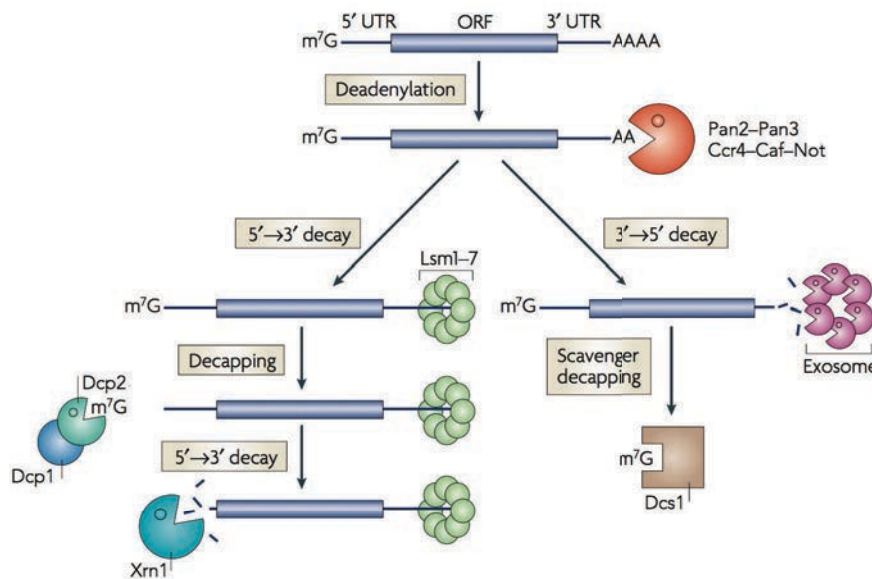 5′ UTR ORF 3′ UTR
m⁷G AAAA
Deadenylation
m⁷G AA
Pan2–Pan3
Ccr4–Caf–Not
5′→3′ decay
3′→5′ decay
Lsm1–7
m⁷G
m⁷G
Exosome
Decapping
Scavenger
decapping
Dcp2
m⁷G
Dcp1
m⁷G
Dcs1
5′→3′ decay
Xrn1